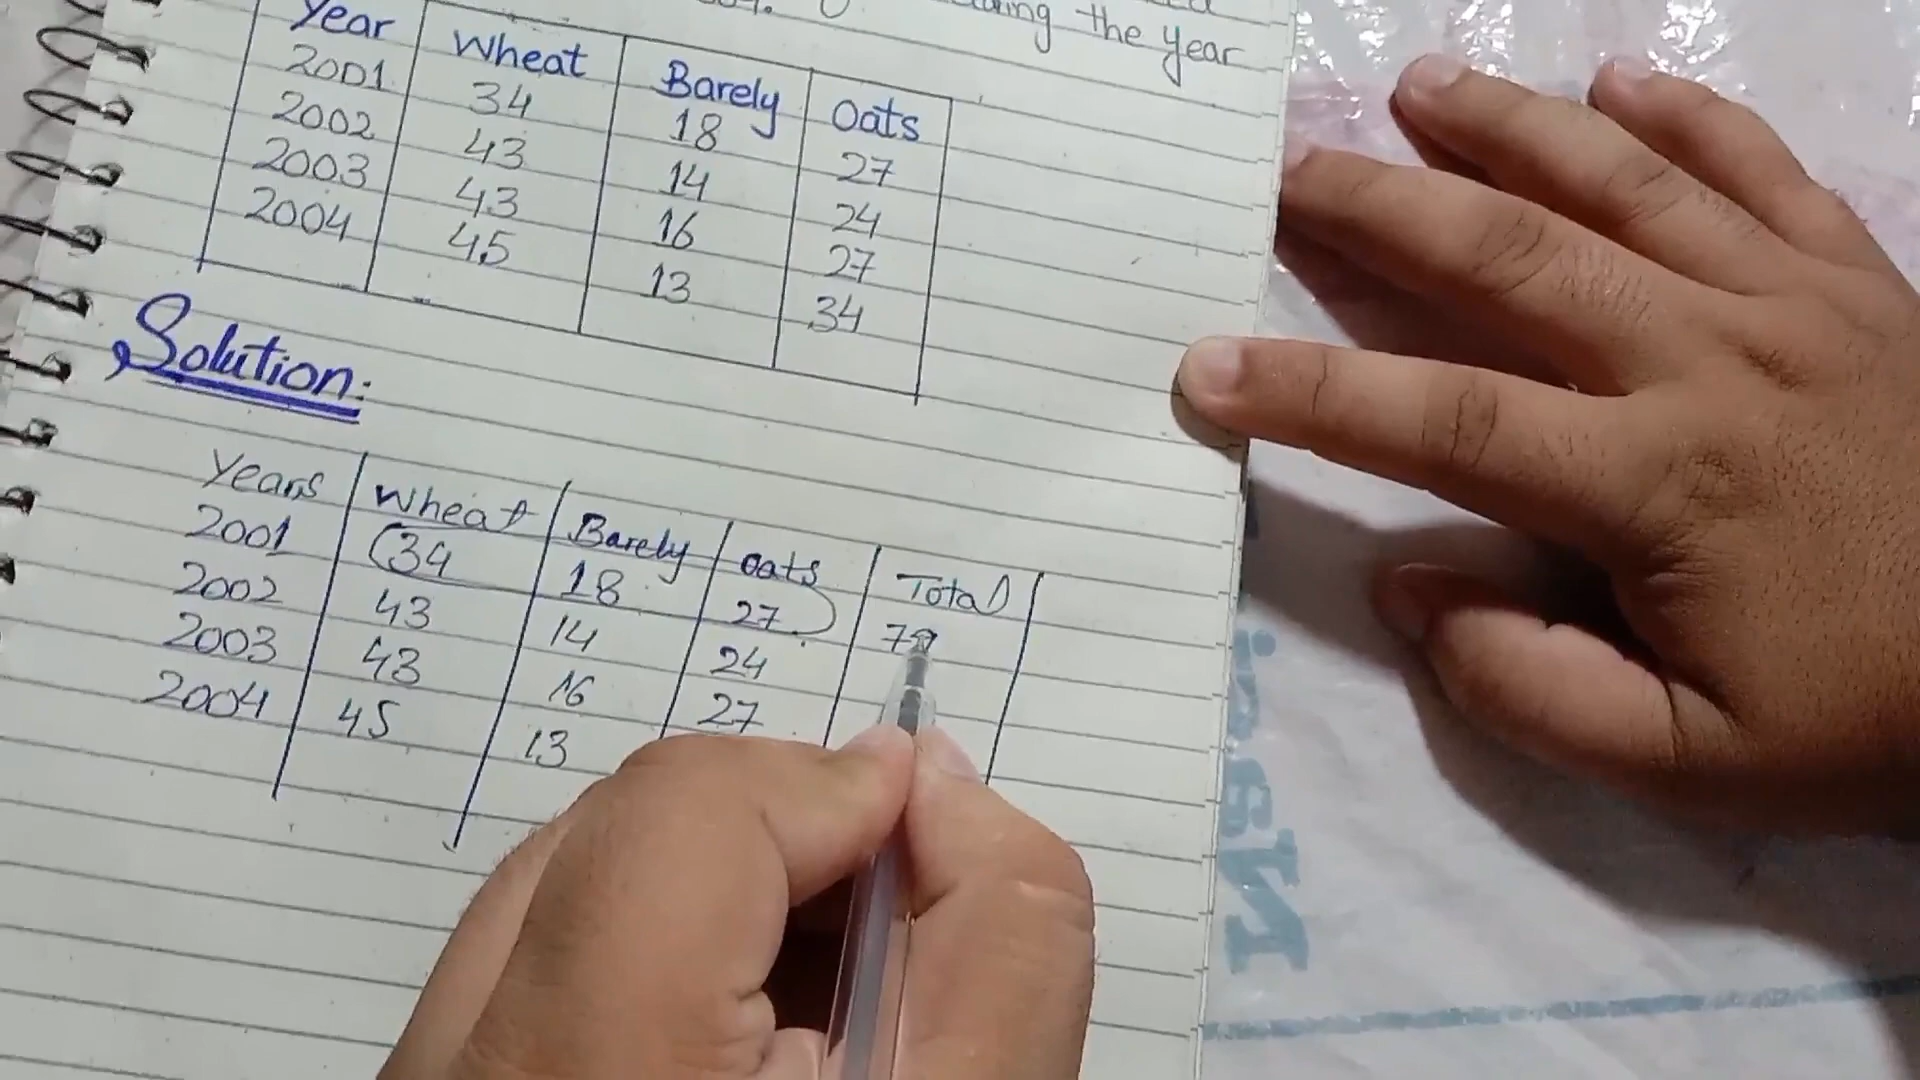 the year
Year Wheat Barely Oats
2001 34 18 27
2002 43 14 24
2003 43 16 27
2004 45 13 34
Solution:
Years Wheat Barely oats Total
2001 (34 18 27) 79
2002 43 14 24
2003 43 16 27
2004 45 13